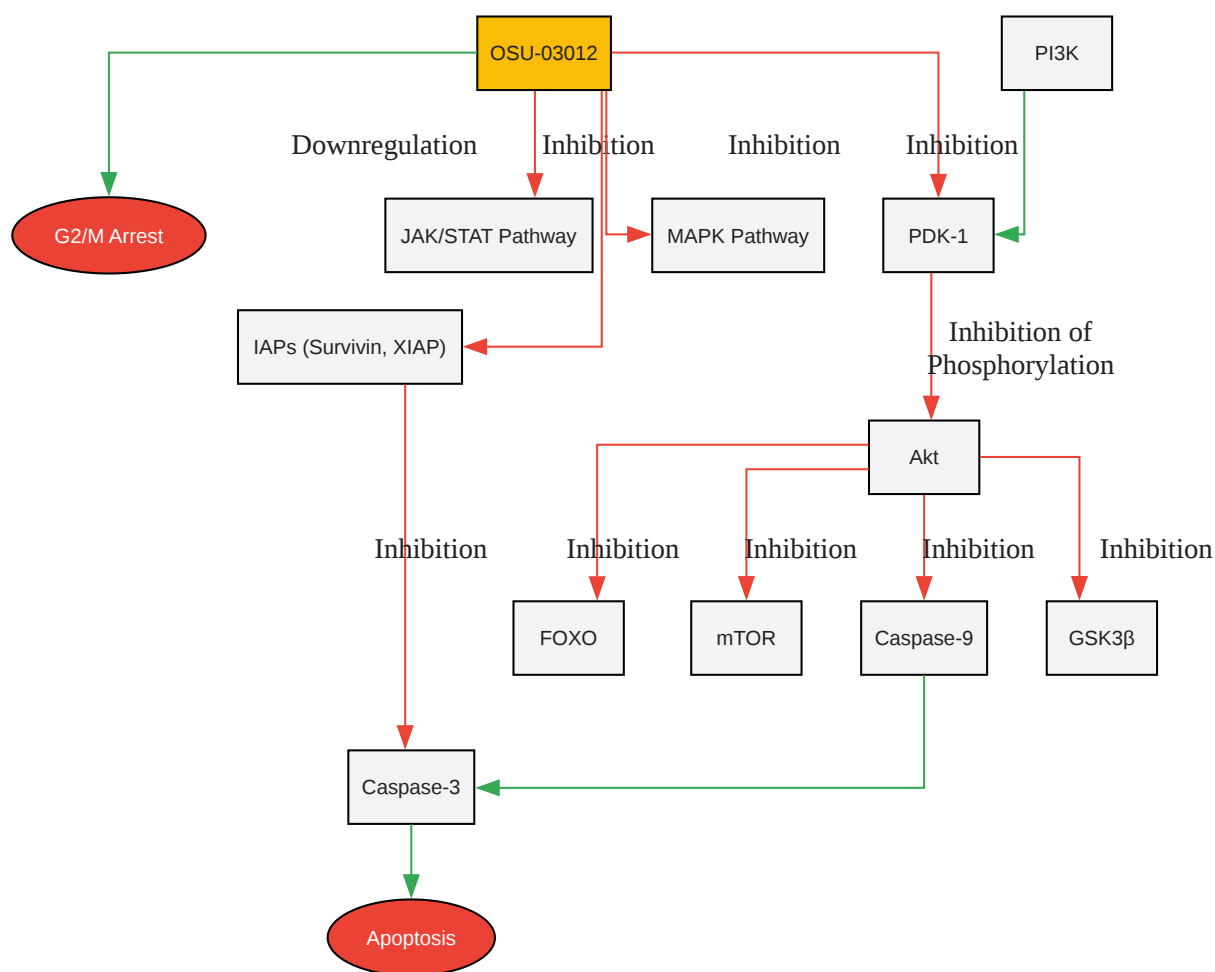 OSU-03012
PI3K
Downregulation
Inhibition
Inhibition
Inhibition
G2/M Arrest
JAK/STAT Pathway
MAPK Pathway
PDK-1
IAPs (Survivin, XIAP)
Inhibition of
Phosphorylation
Akt
Inhibition
Inhibition
Inhibition
Inhibition
Inhibition
FOXO
mTOR
Caspase-9
GSK3β
Caspase-3
Apoptosis